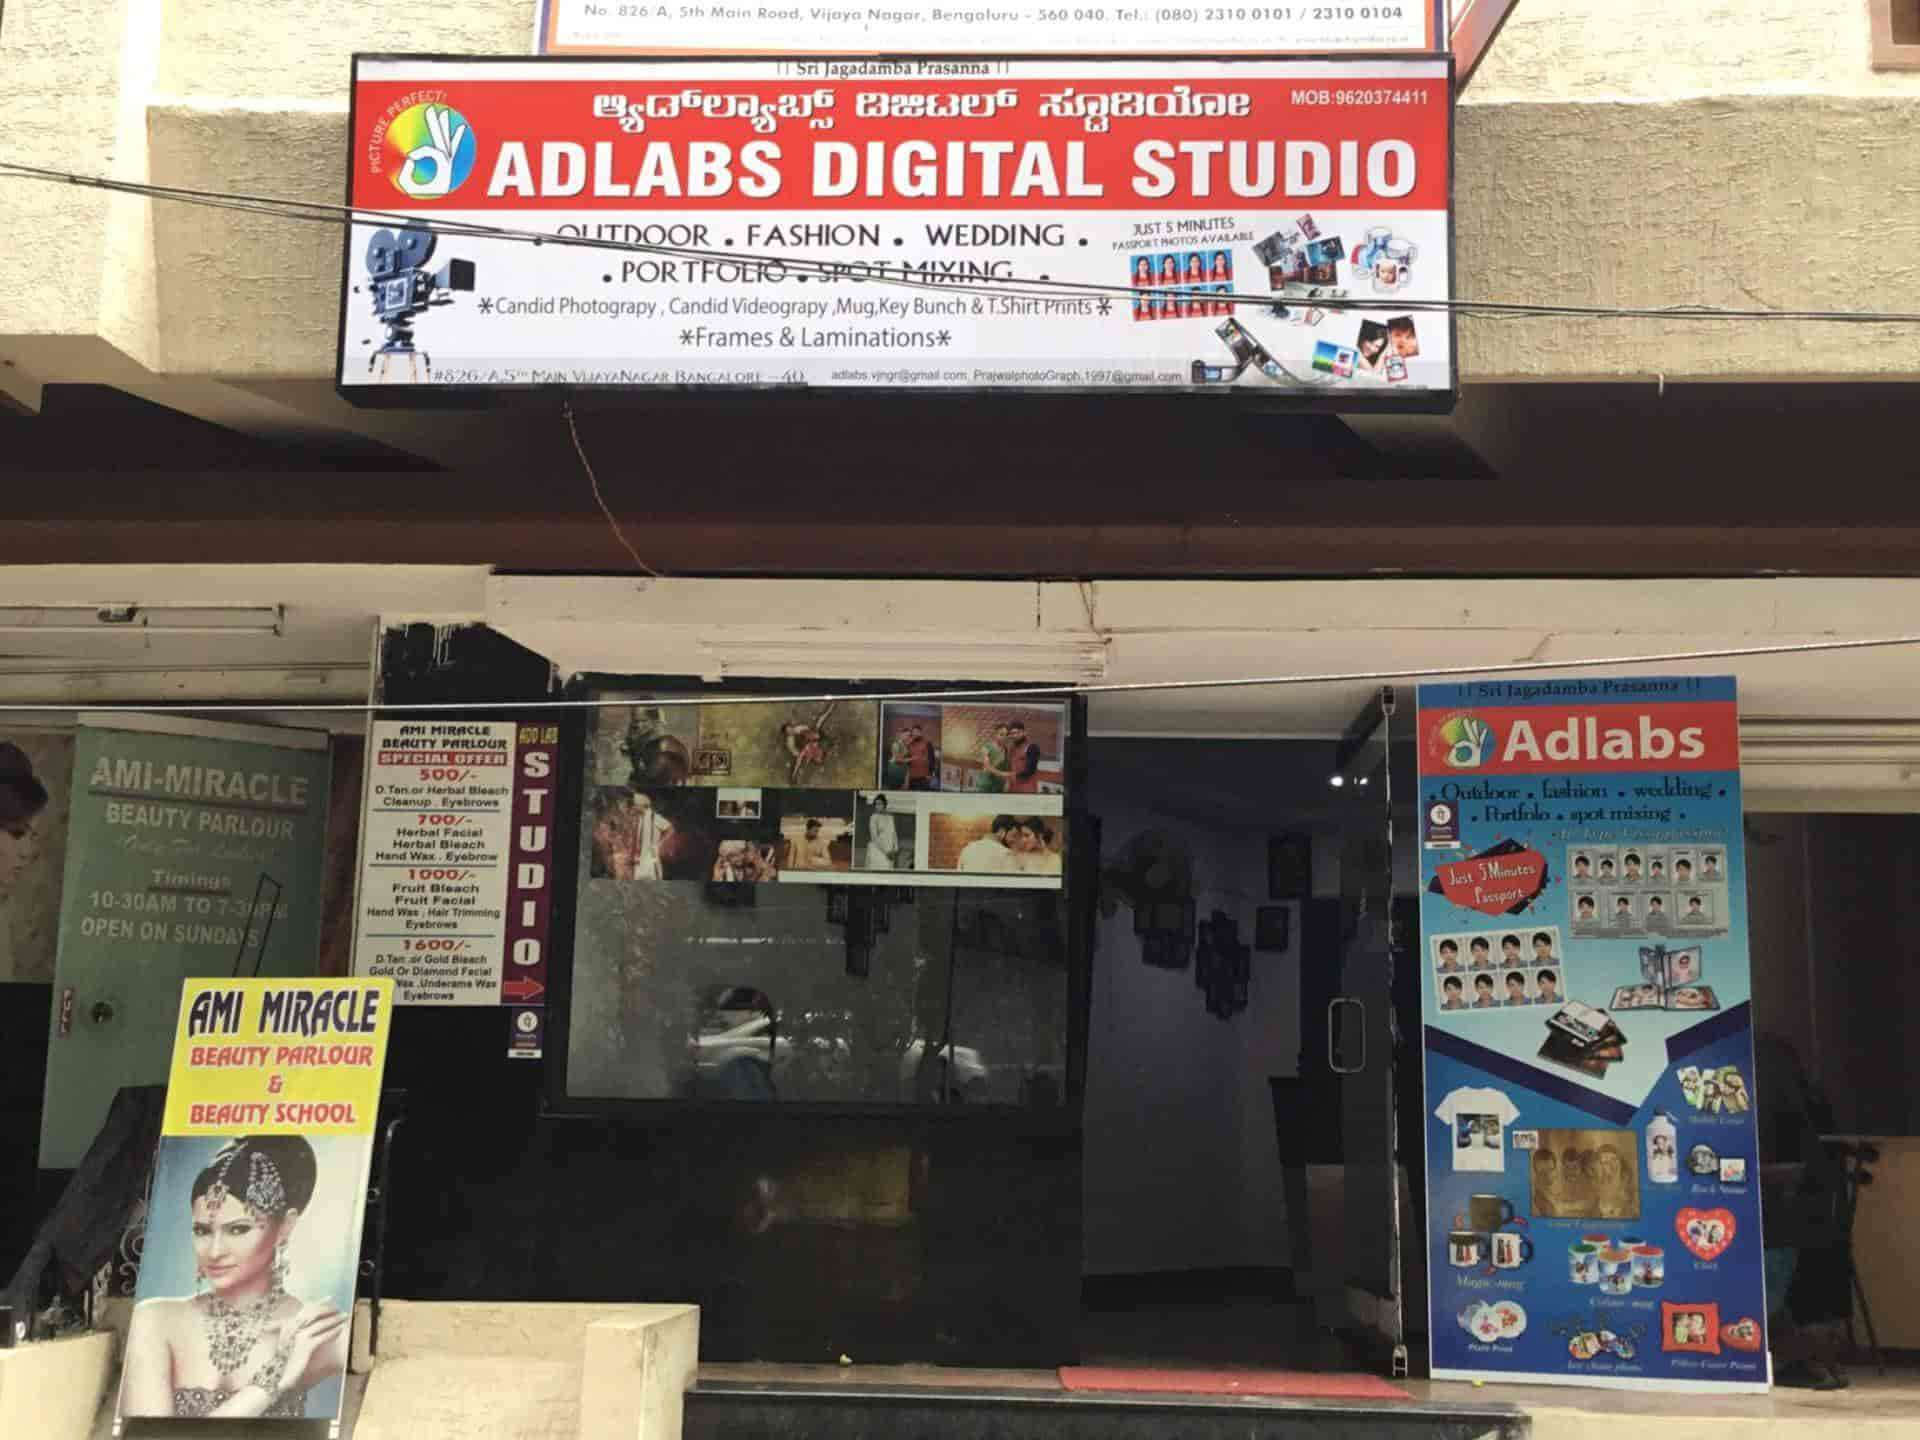 No. 826/A, 5th Main Road, Vijaya Nagar, Bengaluru - 560 040. Tel.: (080) 2310 0101 / 2310 0104
|| Sri Jagadamba Prasanna ||
ಆ್ಯಡ್‌ಲ್ಯಾಬ್ಸ್ ಡಿಜಿಟಲ್ ಸ್ಟೂಡಿಯೋ
MOB:9620374411
PICTURE PERFECT!
ADLABS DIGITAL STUDIO
. OUTDOOR . FASHION . WEDDING .
. PORTFOLIO . SPOT MIXING .
JUST 5 MINUTES
PASSPORT PHOTOS AVAILABLE
*Candid Photograpy , Candid Videograpy ,Mug,Key Bunch & T.Shirt Prints *
*Frames & Laminations*
#826/A,5TH MAIN VIJAYANAGAR BANGALORE - 40
adlabs.vjngr@gmail.com, PrajwalphotoGraph.1997@gmail.com
AMI-MIRACLE
BEAUTY PARLOUR
Timings
10-30AM TO 7-30PM
OPEN ON SUNDAYS
PULL
AMI MIRACLE
BEAUTY PARLOUR
SPECIAL OFFER
500/-
D.Tan.or Herbal Bleach
Cleanup . Eyebrows
700/-
Herbal Facial
Herbal Bleach
Hand Wax . Eyebrow
1000/-
Fruit Bleach
Fruit Facial
Hand Wax , Hair Trimming
Eyebrows
1600/-
D.Tan .or Gold Bleach
Gold Or Diamond Facial
Wax .Underams Wax
Eyebrows
ADD LAB
STUDIO
AMI MIRACLE
BEAUTY PARLOUR
&
BEAUTY SCHOOL
|| Sri Jagadamba Prasanna ||
Adlabs
. Outdoor . fashion . wedding .
. Portfolo . spot mixing .
Just 5 Minutes
Passport
Magic mug
Plate Print